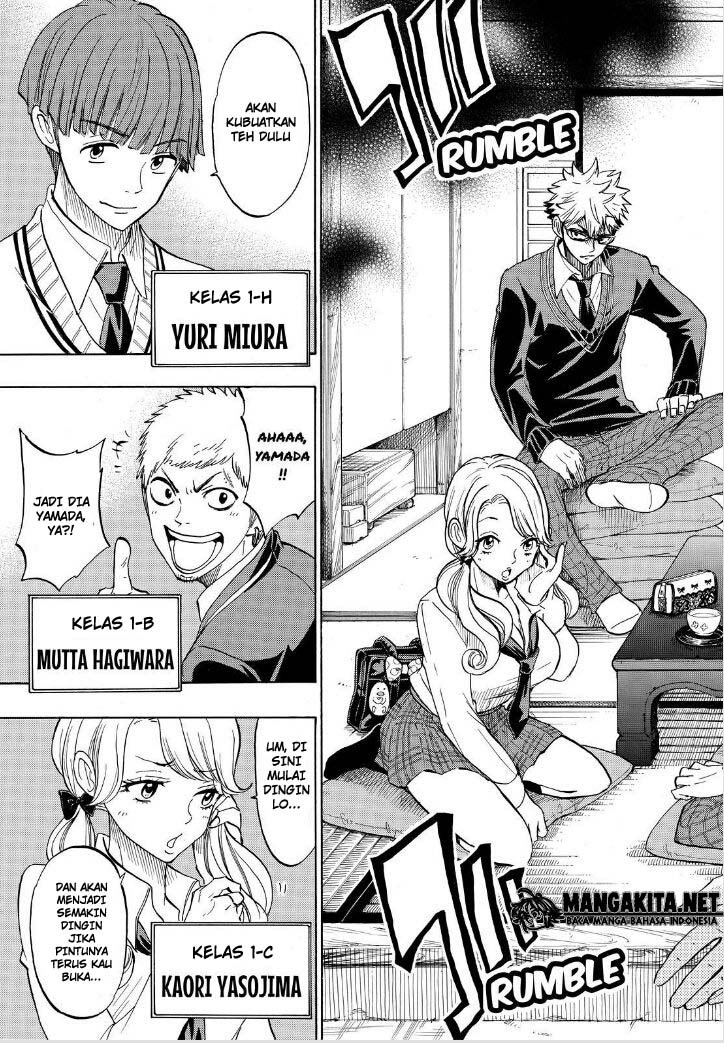 RUMBLE
RUMBLE
MANGAKITA.NET
BACA MANGA BAHASA INDONESIA
AKAN
KUBUATKAN
TEH DULU
KELAS 1-H
YURI MIURA
AHAAA,
YAMADA
!!
JADI DIA
YAMADA,
YA?!
KELAS 1-B
MUTTA HAGIWARA
UM, DI
SINI
MULAI
DINGIN
LO...
DAN AKAN
MENJADI
SEMAKIN
DINGIN
JIKA
PINTUNYA
TERUS KAU
BUKA...
KELAS 1-C
KAORI YASOJIMA